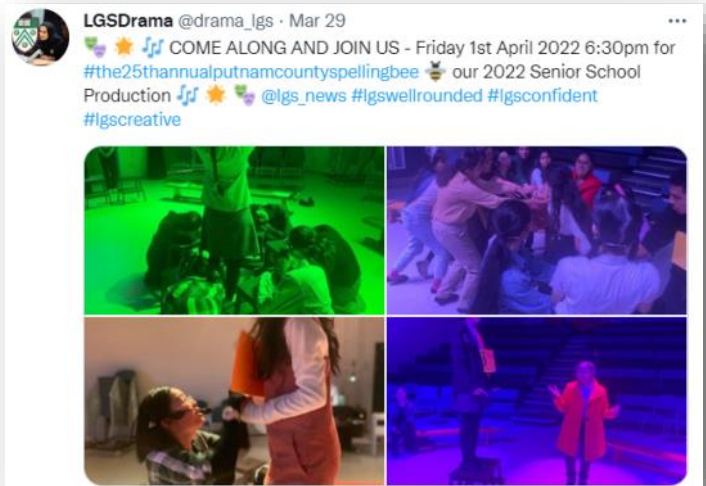 LGSDrama @drama_lgs · Mar 29
COME ALONG AND JOIN US - Friday 1st April 2022 6:30pm for
#the25thannualputnamcountyspellingbee 🐝 our 2022 Senior School
Production 🎶 🌟 🎭 @lgs_news #lgswellrounded #lgsconfident
#lgscreative